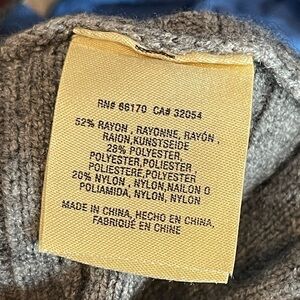 RN# 66170 CA# 32054
52% RAYON , RAYONNE, RAYÓN ,
RAION, KUNSTSEIDE
28% POLYESTER,
POLYESTER,POLIÉSTER,
POLIESTERE,POLYESTER
20% NYLON , NYLON,NAILON O
POLIAMIDA, NYLON, NYLON
MADE IN CHINA, HECHO EN CHINA,
FABRIQUÉ EN CHINE